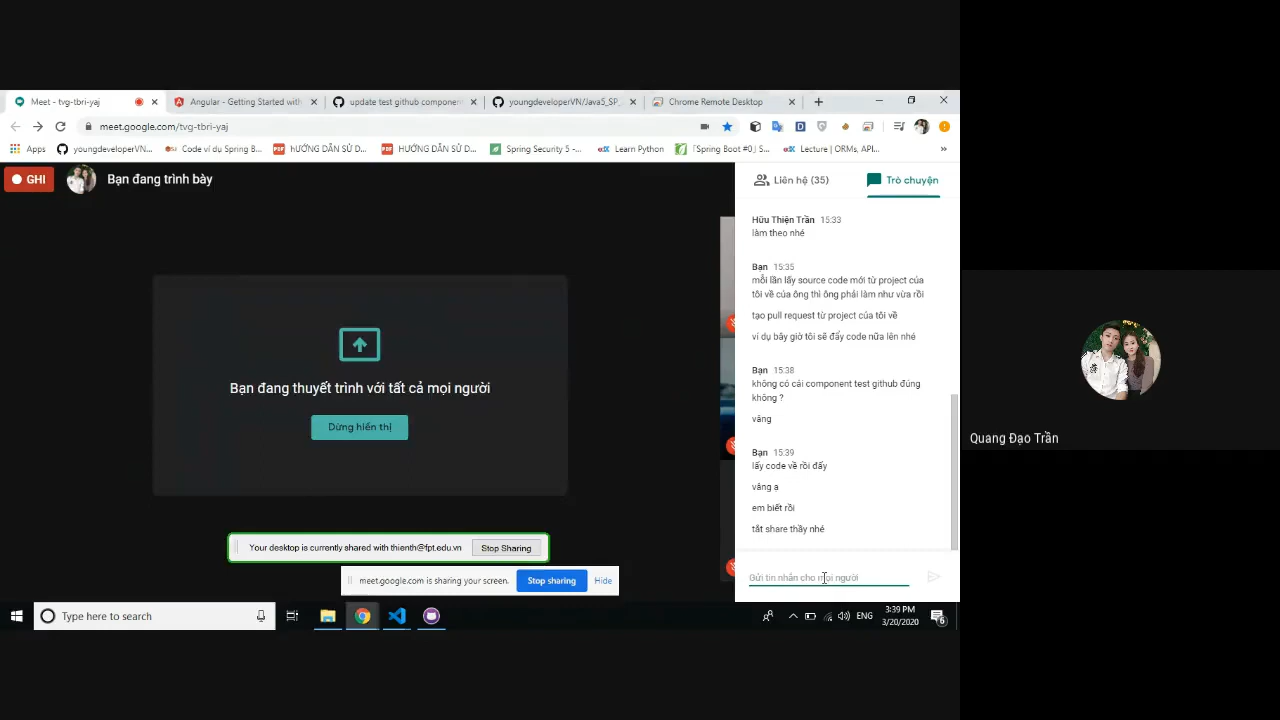 Meet - tvg-tbri-yaj
Angular - Getting Started with
update test github component
youngdeveloperVN/Java5_SP_
Chrome Remote Desktop
meet.google.com/tvg-tbri-yaj
Apps
youngdeveloperVN...
Code ví dụ Spring B...
HƯỚNG DẪN SỬ D...
HƯỚNG DẪN SỬ D...
Spring Security 5 -...
Learn Python
「Spring Boot #0」 S...
Lecture | ORMs, API...
»
GHI
Bạn đang trình bày
Liên hệ (35)
Trò chuyện
Hữu Thiện Trần 15:33
làm theo nhé
Bạn 15:35
mỗi lần lấy source code mới từ project của
tôi về của ông thì ông phải làm như vừa rồi
tạo pull request từ project của tôi về
ví dụ bây giờ tôi sẽ đẩy code nữa lên nhé
Bạn 15:38
không có cái component test github đúng
không ?
vâng
Bạn 15:39
lấy code về rồi đấy
vâng ạ
em biết rồi
tắt share thầy nhé
Gửi tin nhắn cho mọi người
Bạn đang thuyết trình với tất cả mọi người
Dừng hiển thị
Your desktop is currently shared with thienth@fpt.edu.vn
Stop Sharing
meet.google.com is sharing your screen.
Stop sharing
Hide
Type here to search
ENG
3:39 PM
3/20/2020
6
Quang Đạo Trần